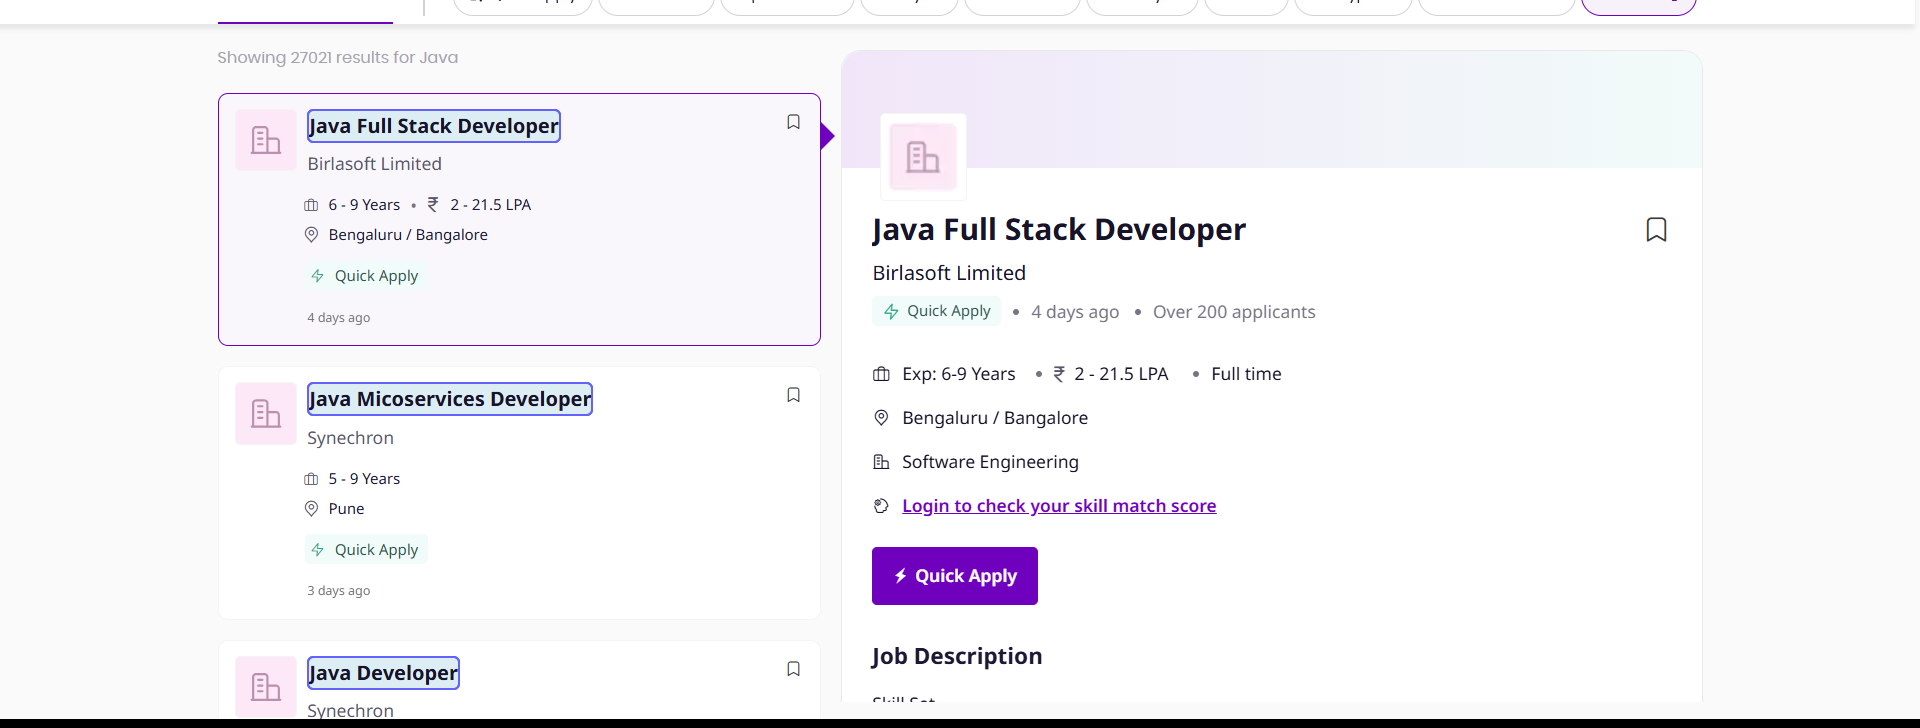 Showing 27021 results for Java
Java Full Stack Developer
Birlasoft Limited
6 - 9 Years • ₹ 2 - 21.5 LPA
Bengaluru / Bangalore
Quick Apply
4 days ago
Java Micoservices Developer
Synechron
5 - 9 Years
Pune
Quick Apply
3 days ago
Java Developer
Synechron
Java Full Stack Developer
Birlasoft Limited
Quick Apply • 4 days ago • Over 200 applicants
Exp: 6-9 Years • ₹ 2 - 21.5 LPA • Full time
Bengaluru / Bangalore
Software Engineering
Login to check your skill match score
Quick Apply
Job Description
Skill Set